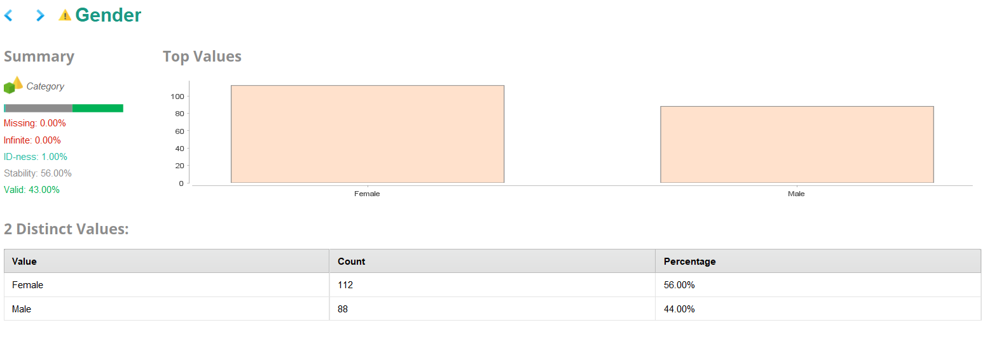 Gender
Summary
Top Values
Category
Missing: 0.00%
Infinite: 0.00%
ID-ness: 1.00%
Stability: 56.00%
Valid: 43.00%
100
80
60
40
20
0
Female Male
2 Distinct Values:
Value Count Percentage
Female 112 56.00%
Male 88 44.00%